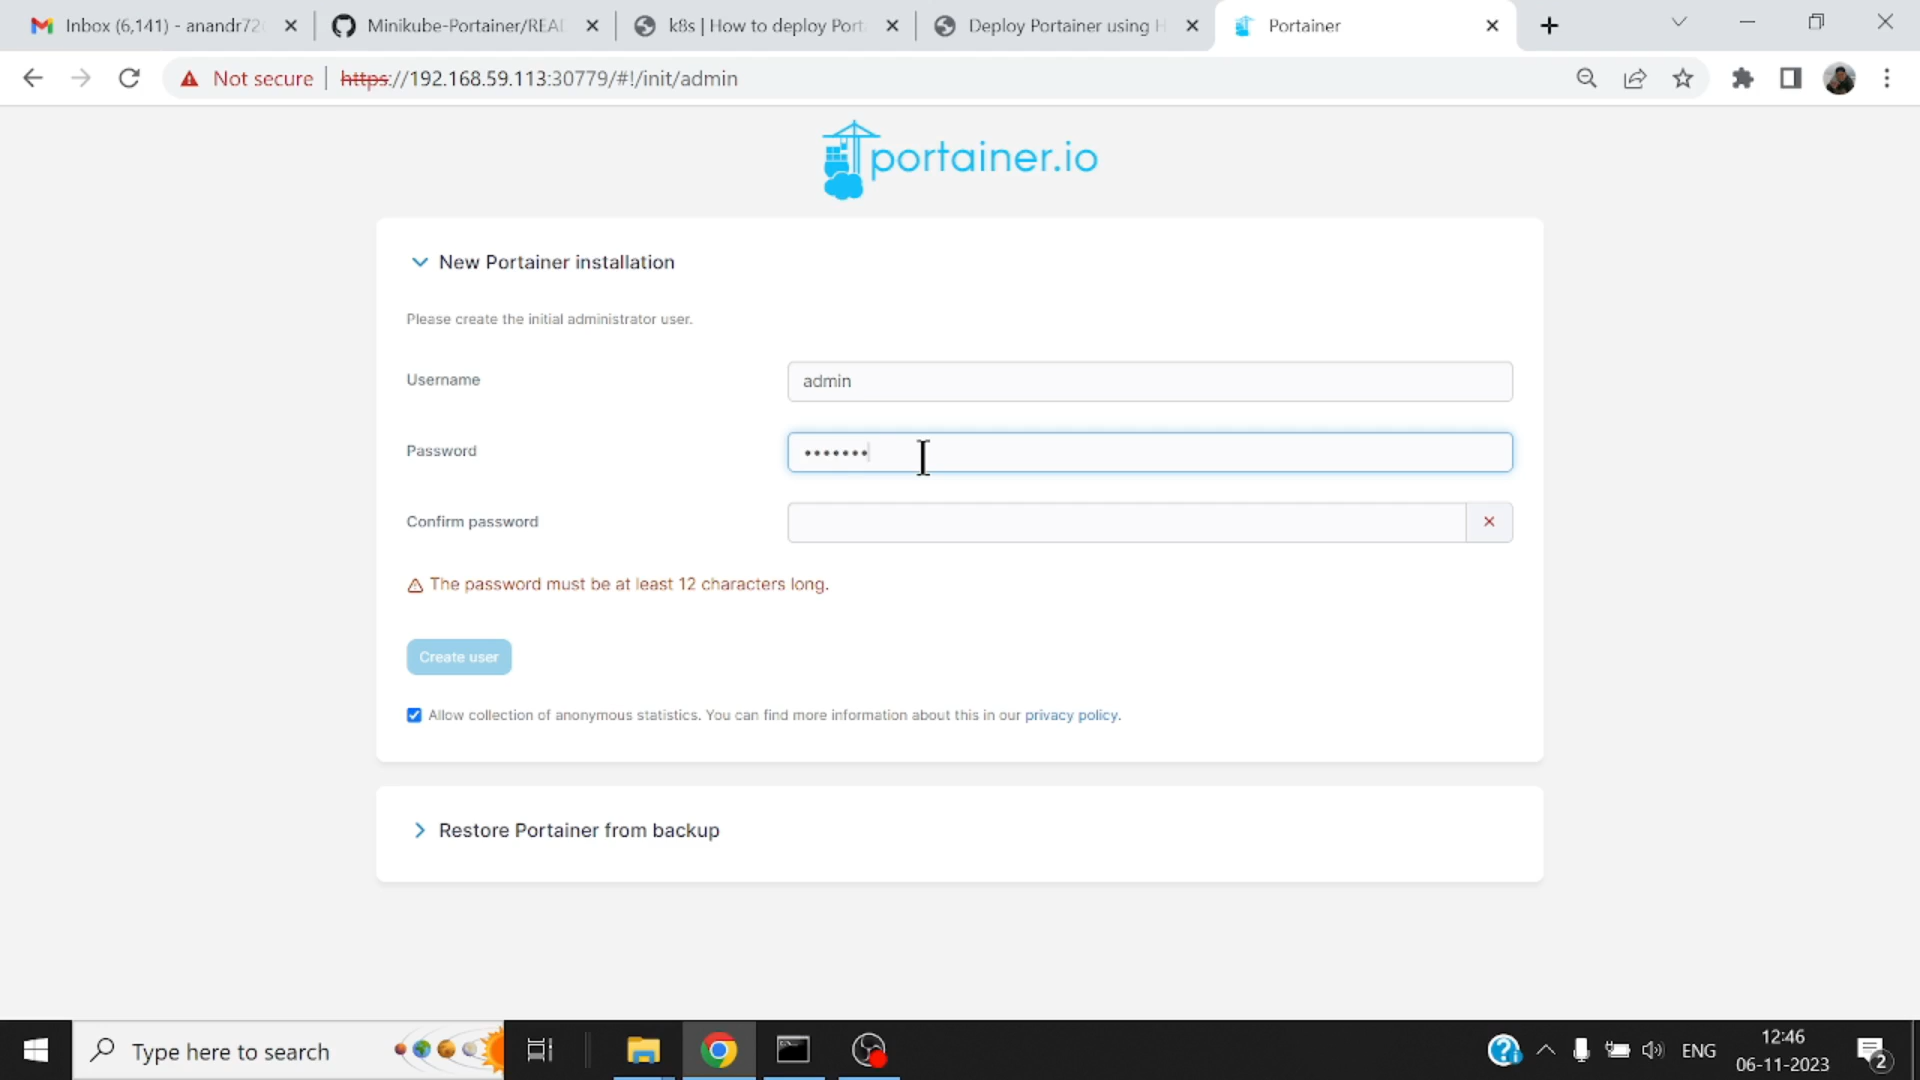 Inbox (6,141) - anandr72
Minikube-Portainer/REA
k8s | How to deploy Port
Deploy Portainer using H
Portainer
Not secure
https://192.168.59.113:30779/#!/init/admin
portainer.io
New Portainer installation
Please create the initial administrator user.
Username
admin
Password
•••••••
Confirm password
The password must be at least 12 characters long.
Create user
Allow collection of anonymous statistics. You can find more information about this in our privacy policy.
Restore Portainer from backup
Type here to search
ENG
12:46
06-11-2023
2